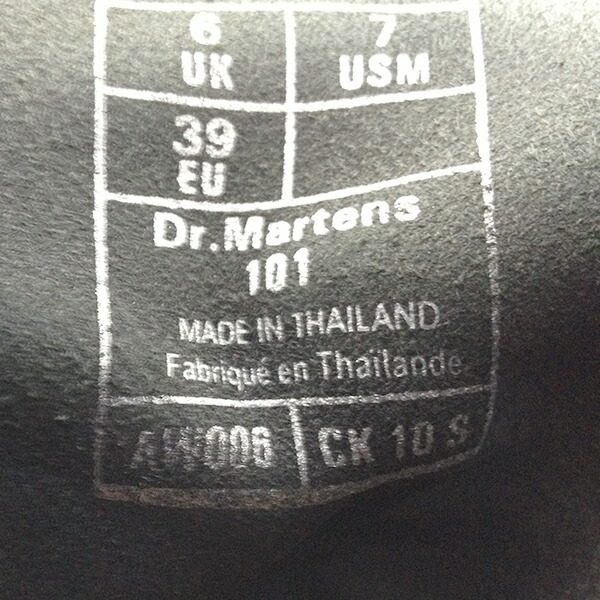 6 7
UK USM
39
EU
Dr.Martens
101
MADE IN THAILAND
Fabriqué en Thaïlande
AW006 CK 10 S